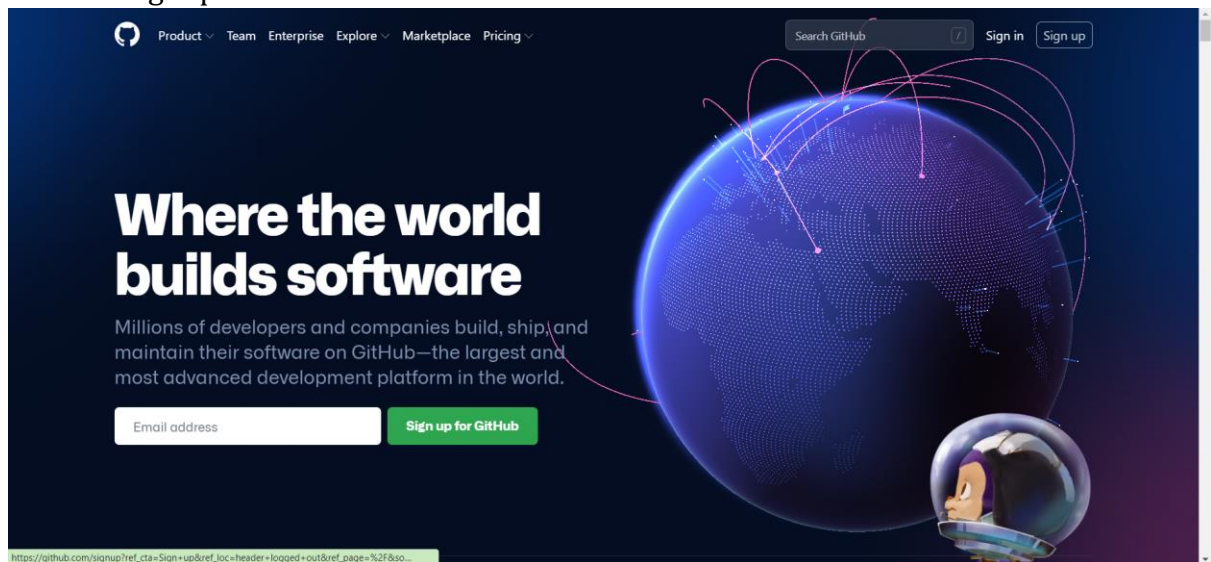 Product Team Enterprise Explore Marketplace Pricing Search GitHub / Sign in Sign up
Where the world
builds software
Millions of developers and companies build, ship, and
maintain their software on GitHub—the largest and
most advanced development platform in the world.
Email address Sign up for GitHub
https://github.com/signup?ref_cta=Sign+up&ref_loc=header+logged+out&ref_page=%2F&so...